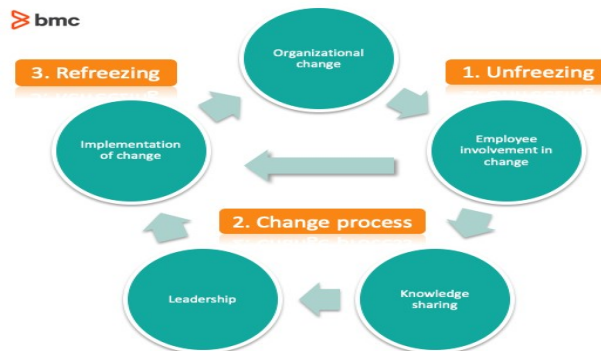 bmc
Organizational
change
3. Refreezing
1. Unfreezing
Implementation
of change
Employee
involvement in
change
2. Change process
Leadership
Knowledge
sharing